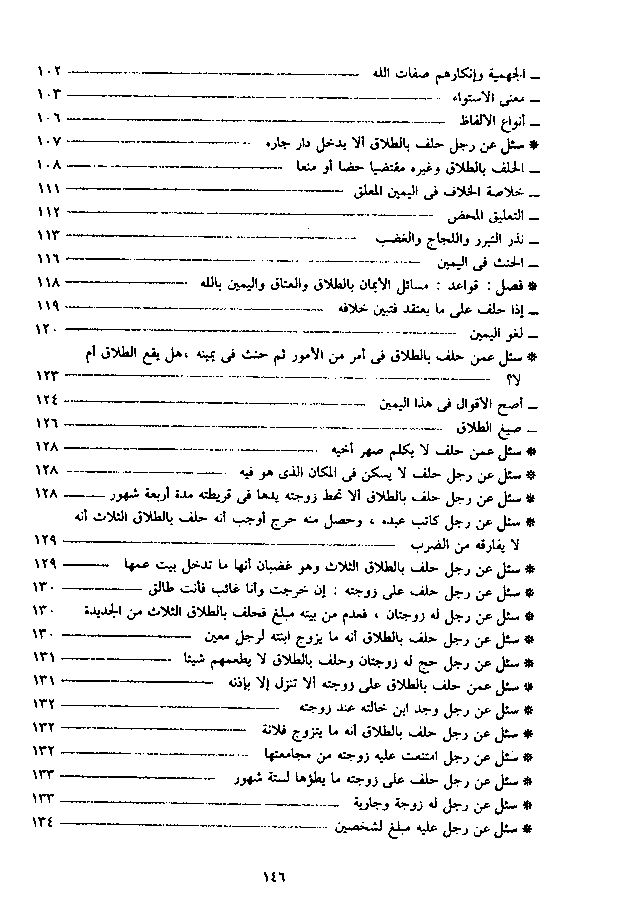 ـ الجهمية وإنكارهم صفات الله ١٠٢
ـ معنى الاستواء ١٠٣
ـ أنواع الألفاظ ١٠٦
* سئل عن رجل حلف بالطلاق ألا يدخل دار جاره ١٠٧
ـ الحلف بالطلاق وغيره مقتضيا حضا أو منعا ١٠٨
ـ خلاصة الخلاف فى اليمين المعلق ١١١
ـ التعليق المحض ١١٢
ـ نذر التبرر واللجاج والغضب ١١٣
ـ الحنث فى اليمين ١١٦
* فصل : قواعد : مسائل الأيمان بالطلاق والعتاق واليمين بالله ١١٨
ـ إذا حلف على ما يعتقد فتبين خلافه ١١٩
ـ لغو اليمين ١٢٠
* سئل عمن حلف بالطلاق فى أمر من الأمور ثم حنث فى يمينه ، هل يقع الطلاق أم
لا؟ ١٢٣
ـ أصح الأقوال فى هذا اليمين ١٢٤
ـ صيغ الطلاق ١٢٦
* سئل عمن حلف لا يكلم صهر أخيه ١٢٨
* سئل عن رجل حلف لا يسكن فى المكان الذى هو فيه ١٢٨
* سئل عن رجل حلف بالطلاق ألا تحط زوجته يدها فى قريطته مدة أربعة شهور ١٢٨
* سئل عن رجل كاتب عبده ، وحصل منه حرج أوجب أنه حلف بالطلاق الثلاث أنه
لا يفارقه من الضرب ١٢٩
* سئل عن رجل حلف بالطلاق الثلاث وهو غضبان أنها ما تدخل بيت عمها ١٢٩
* سئل عن رجل حلف على زوجته : إن خرجت وأنا غائب فأنت طالق ١٣٠
* سئل عن رجل له زوجتان ، فعدم من بيته مبلغ فحلف بالطلاق الثلاث من الجديدة ١٣٠
* سئل عن رجل حلف بالطلاق أنه ما يزوج ابنته لرجل معين ١٣٠
* سئل عن رجل حج له زوجتان وحلف بالطلاق لا يطعمهم شيئا ١٣١
* سئل عمن حلف بالطلاق على زوجته ألا تنزل إلا بإذنه ١٣١
* سئل عن رجل وجد ابن خالته عند زوجته ١٣٢
* سئل عن رجل حلف بالطلاق أنه ما يتزوج فلانة ١٣٢
* سئل عن رجل امتنعت عليه زوجته من مجامعتها ١٣٢
* سئل عن رجل حلف على زوجته ما يطؤها لستة شهور ١٣٣
* سئل عن رجل له زوجة وجارية ١٣٣
* سئل عن رجل عليه مبلغ لشخصين ١٣٤
١٤٦